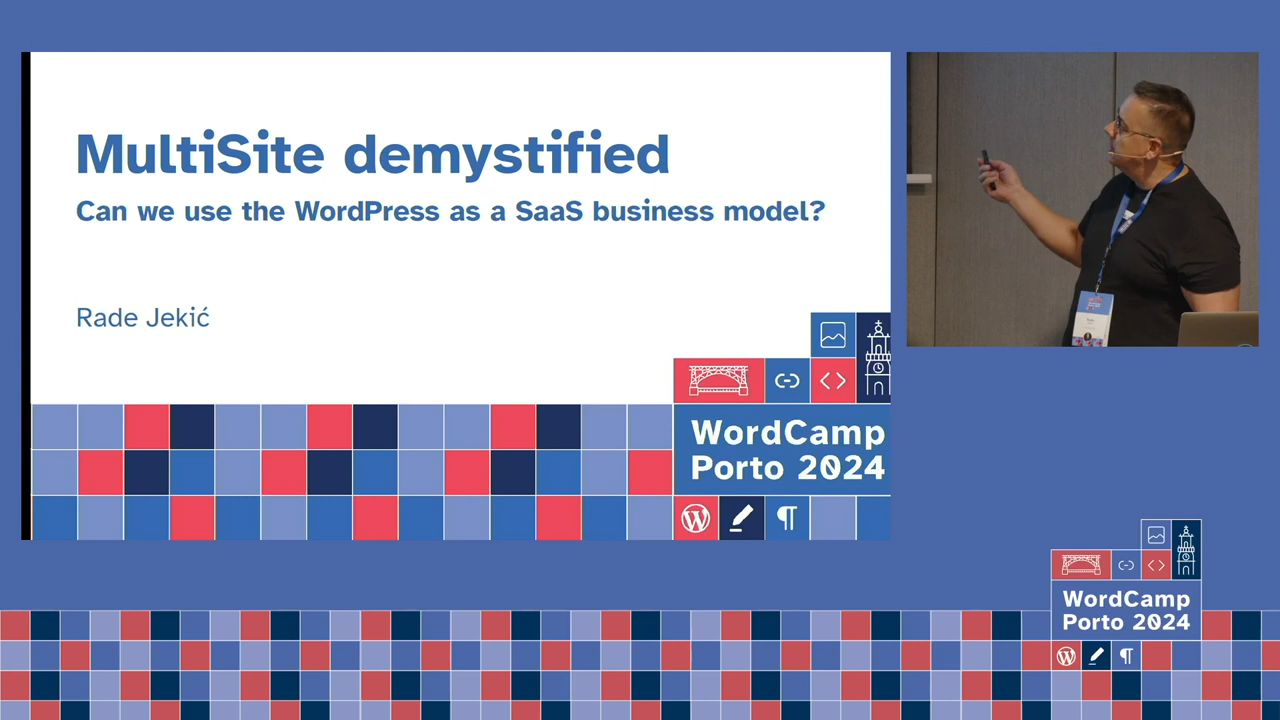 MultiSite demystified
Can we use the WordPress as a SaaS business model?
Rade Jekić
WordCamp
Porto 2024
WordCamp
Porto 2024